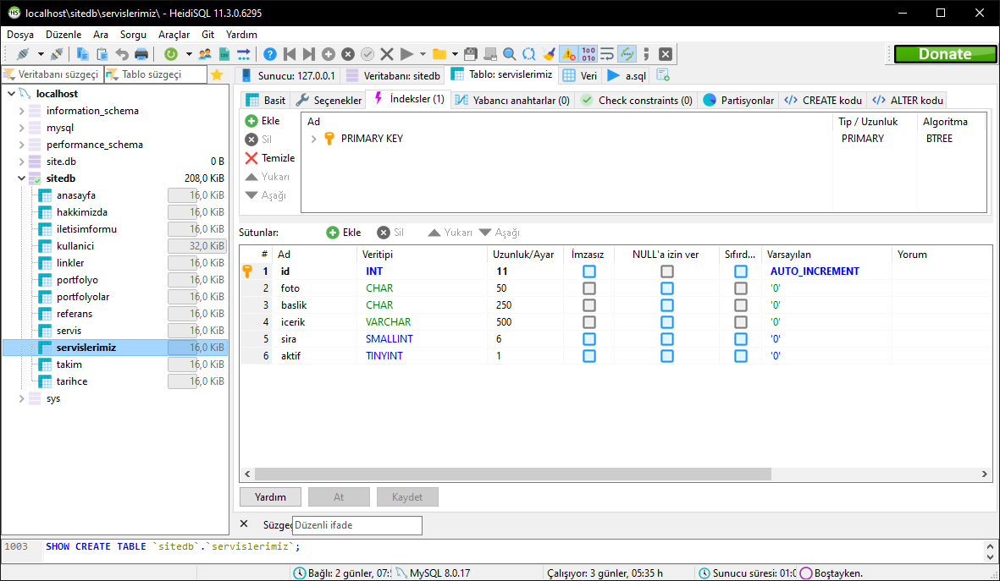 localhost\sitedb\servislerimiz\ - HeidiSQL 11.3.0.6295
Dosya Düzenle Ara Sorgu Araçlar Git Yardım
Donate
Veritabanı süzgeci Tablo süzgeci
Sunucu: 127.0.0.1 Veritabanı: sitedb Tablo: servislerimiz Veri a.sql
localhost
information_schema
mysql
performance_schema
site.db 0 B
sitedb 208,0 KiB
anasayfa 16,0 KiB
hakkimizda 16,0 KiB
iletisimformu 16,0 KiB
kullanici 32,0 KiB
linkler 16,0 KiB
portfolyo 16,0 KiB
portfolyolar 16,0 KiB
referans 16,0 KiB
servis 16,0 KiB
servislerimiz 16,0 KiB
takim 16,0 KiB
tarihce 16,0 KiB
sys
Basit Seçenekler İndeksler (1) Yabancı anahtarlar (0) Check constraints (0) Partisyonlar CREATE kodu ALTER kodu
Ekle
Sil
Temizle
Yukarı
Aşağı
Ad Tip / Uzunluk Algoritma
PRIMARY KEY PRIMARY BTREE
Sütunlar: Ekle Sil Yukarı Aşağı
# Ad Veritipi Uzunluk/Ayar İmzasız NULL'a izin ver Sıfırd... Varsayılan Yorum
1 id INT 11 AUTO_INCREMENT
2 foto CHAR 50 '0'
3 baslik CHAR 250 '0'
4 icerik VARCHAR 500 '0'
5 sira SMALLINT 6 '0'
6 aktif TINYINT 1 '0'
Yardım At Kaydet
Süzgeç Düzenli ifade
1003 SHOW CREATE TABLE `sitedb`.`servislerimiz`;
Bağlı: 2 günler, 07: MySQL 8.0.17 Çalışıyor: 3 günler, 05:35 h Sunucu süresi: 01:0 Boştayken.